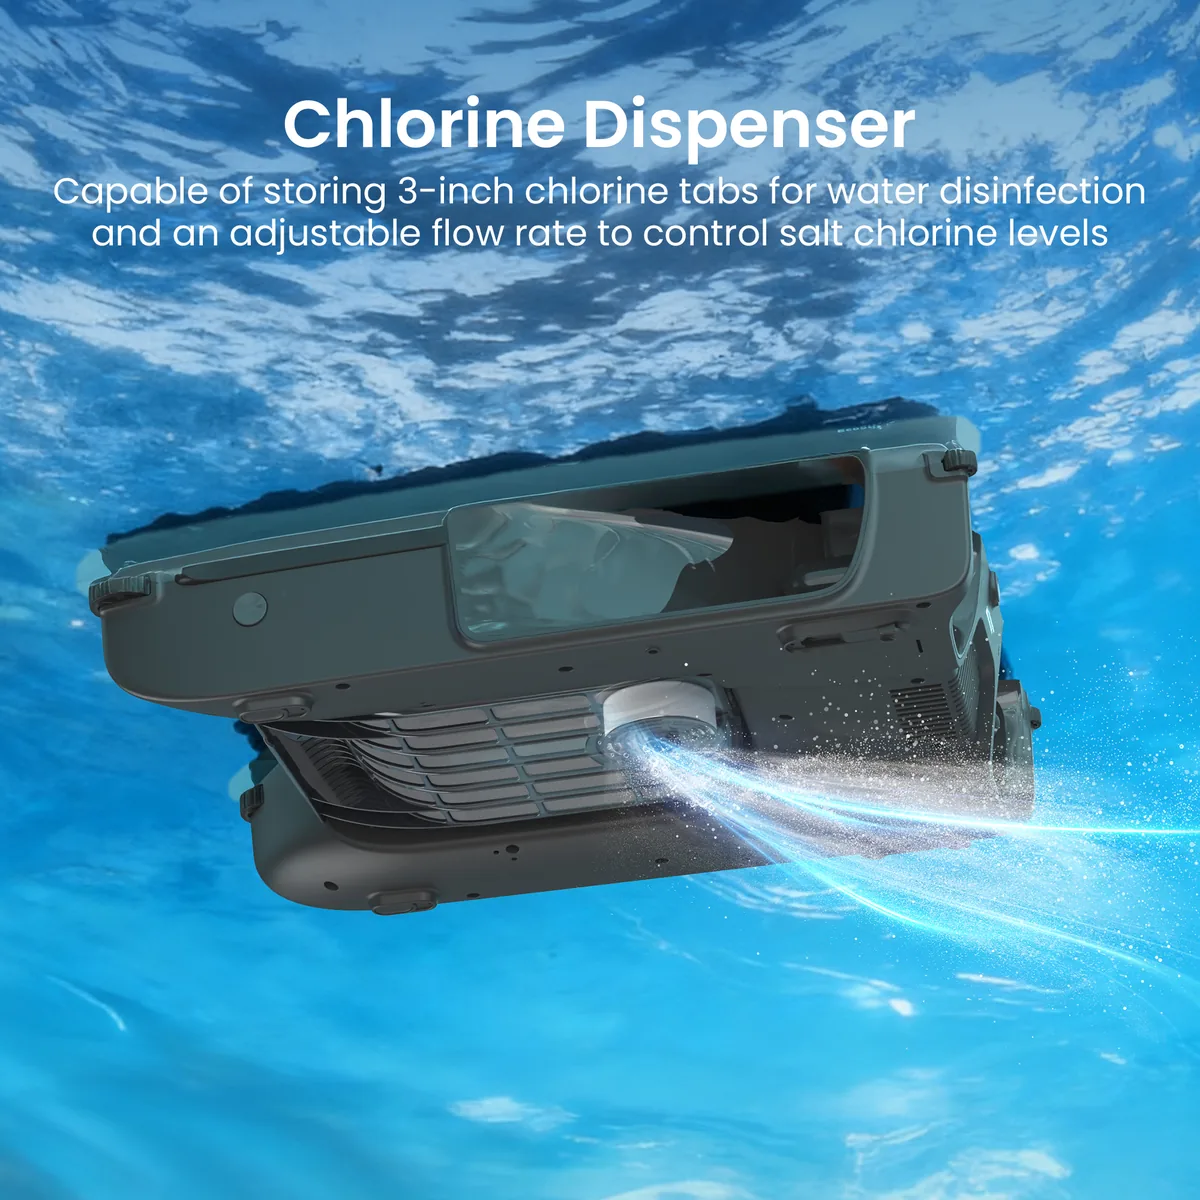 Chlorine Dispenser
Capable of storing 3-inch chlorine tabs for water disinfection
and an adjustable flow rate to control salt chlorine levels